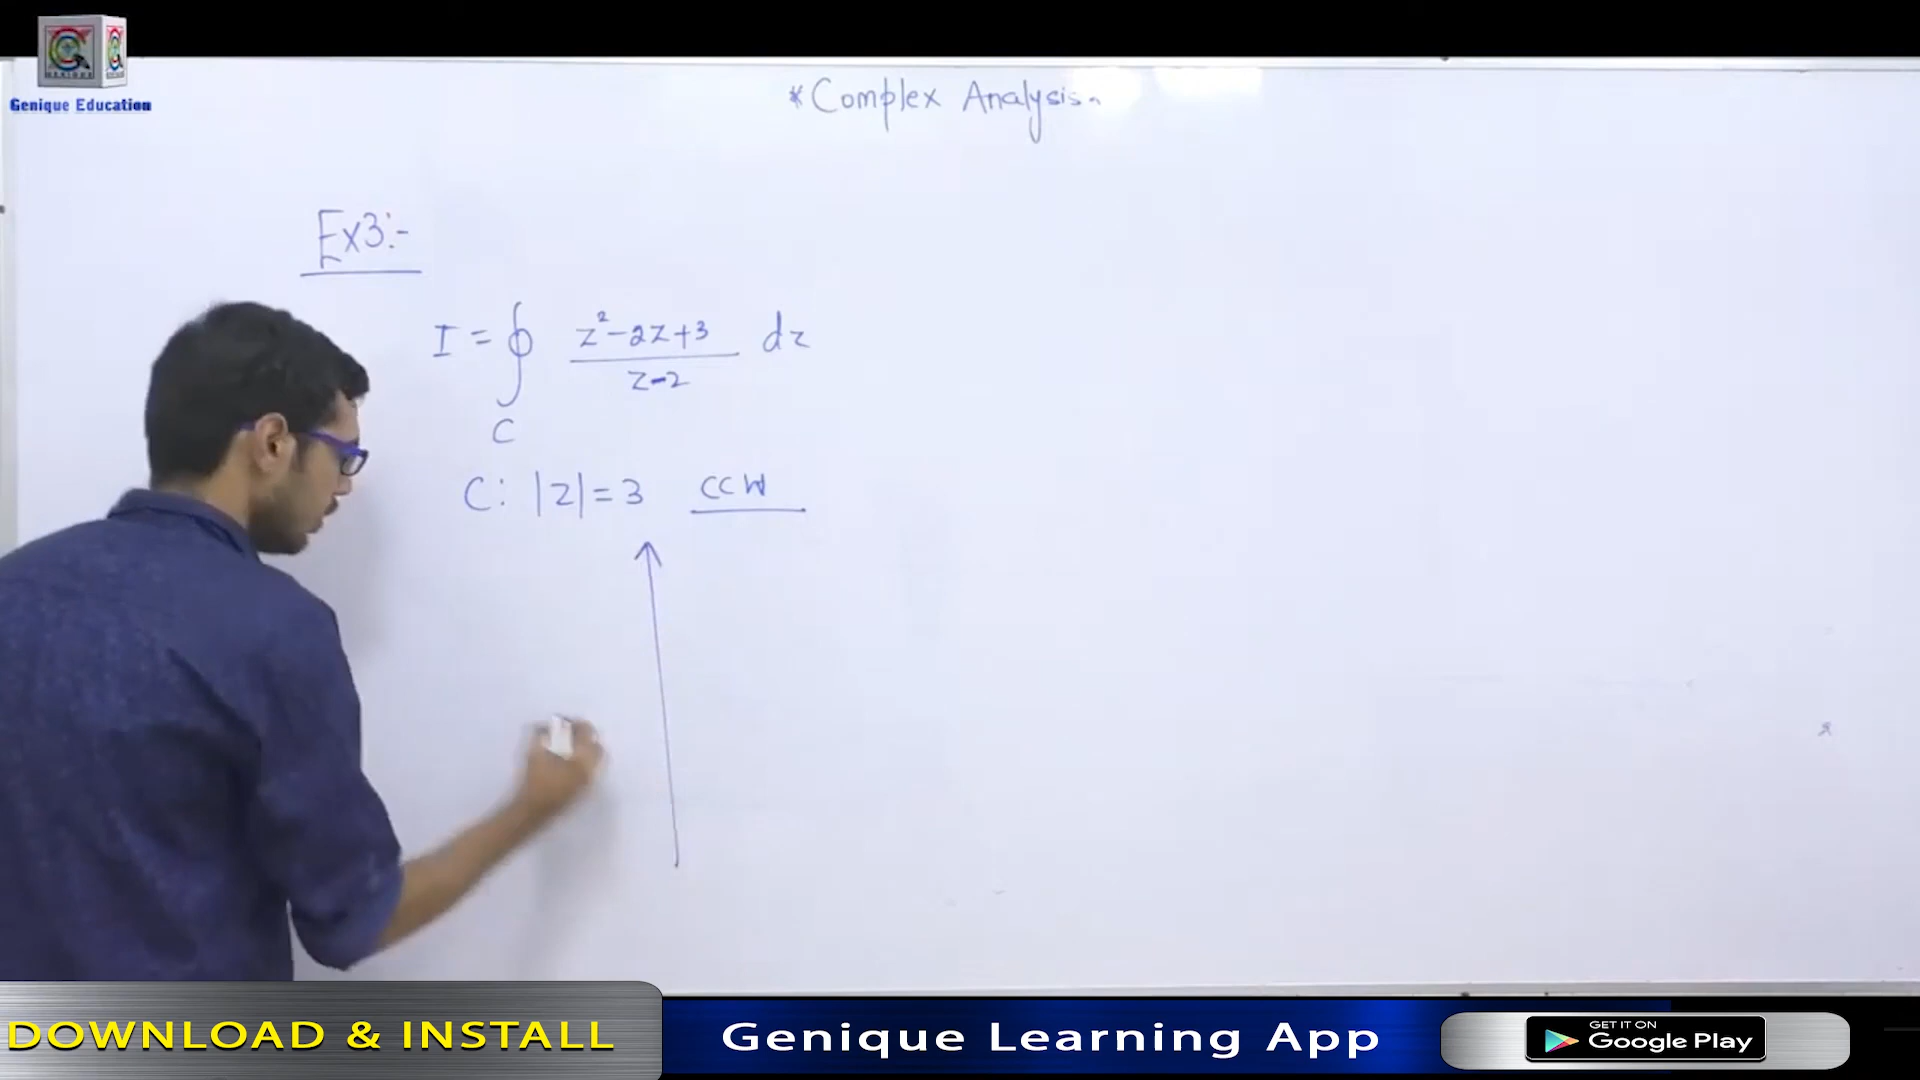 GENIQUE
Genique Education
*Complex Analysis.
Ex3:-
I = ∮ z²-2z+3 dz
z-2
C
C: |z|=3 CCW
DOWNLOAD & INSTALL
Genique Learning App
GET IT ON
Google Play